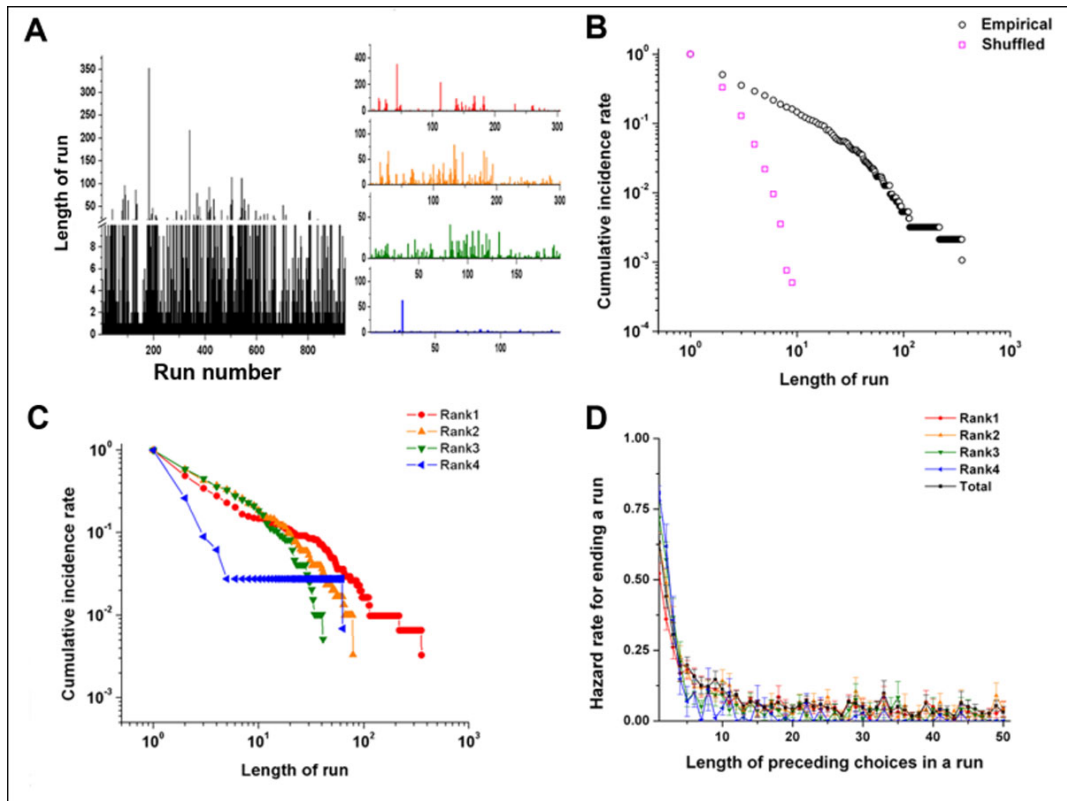 A
Length of run
350
300
250
200
150
100
50
8
6
4
2
0
200 400 600 800
Run number
400
200
0
100 200 300
80
40
0
100 200 300
40
20
0
50 100 150
80
40
0
50 100
B
Empirical
Shuffled
Cumulative incidence rate
10^0
10^-1
10^-2
10^-3
10^-4
10^0 10^1 10^2 10^3
Length of run
C
Rank1
Rank2
Rank3
Rank4
Cumulative incidence rate
10^0
10^-1
10^-2
10^-3
10^0 10^1 10^2 10^3
Length of run
D
Rank1
Rank2
Rank3
Rank4
Total
Hazard rate for ending a run
1.00
0.75
0.50
0.25
0.00
10 20 30 40 50
Length of preceding choices in a run